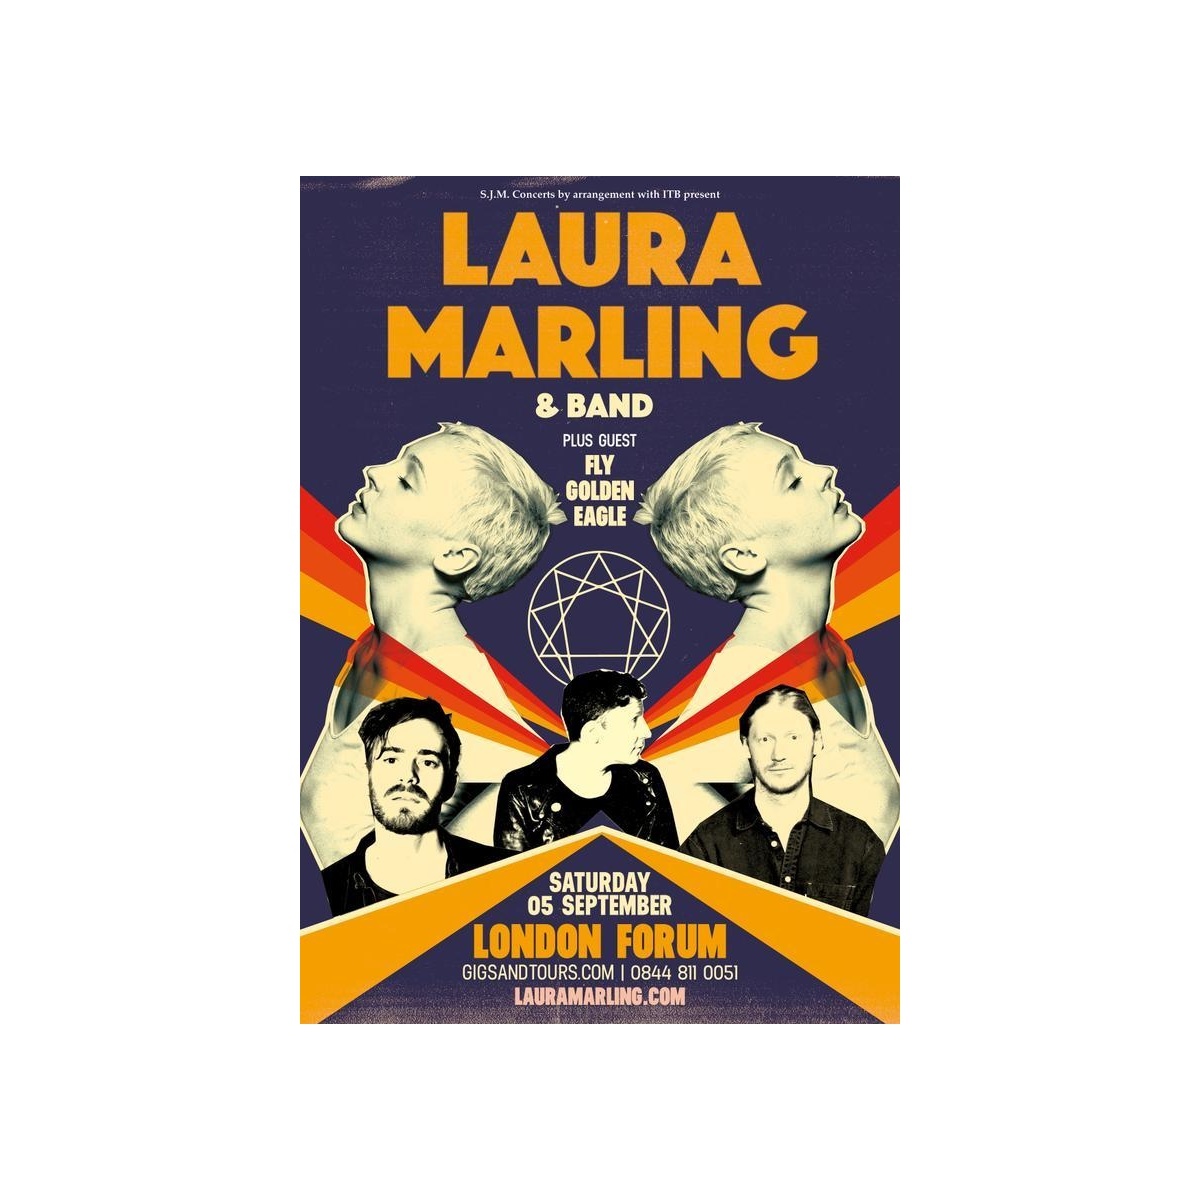 S.J.M. Concerts by arrangement with ITB present
LAURA
MARLING
& BAND
PLUS GUEST
FLY
GOLDEN
EAGLE
SATURDAY
05 SEPTEMBER
LONDON FORUM
GIGSANDTOURS.COM | 0844 811 0051
LAURAMARLING.COM